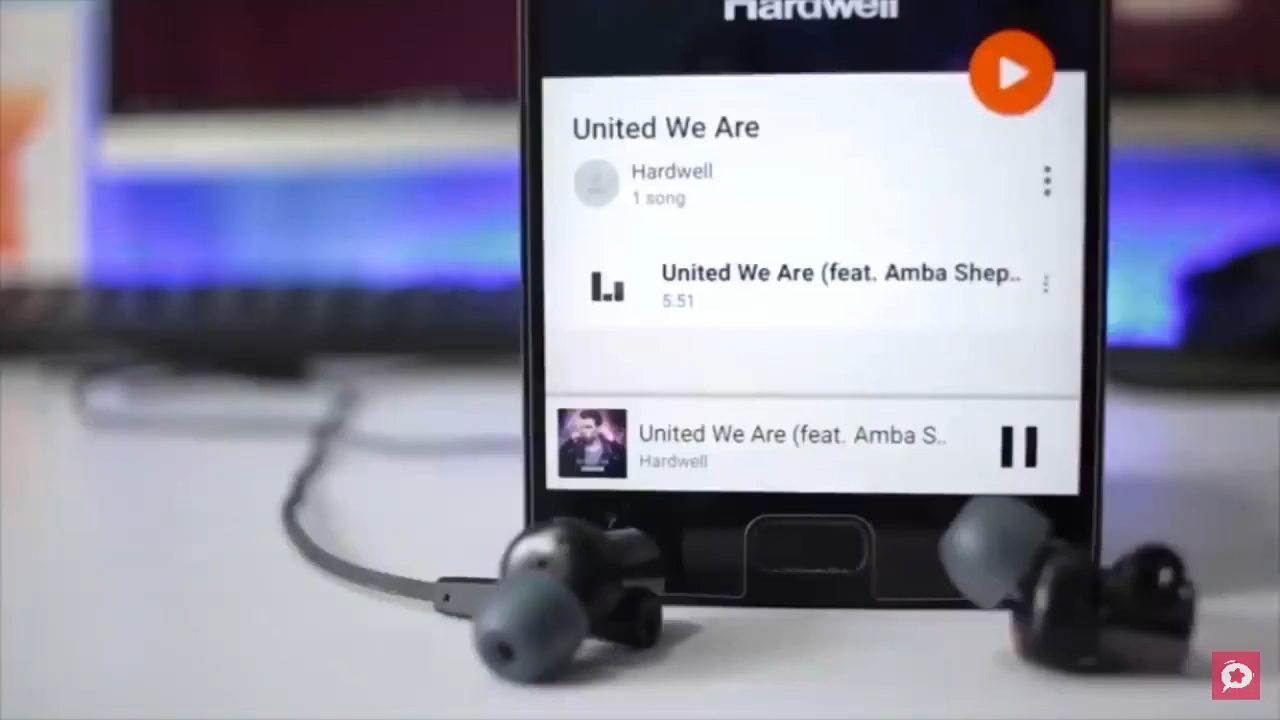 Hardwell
United We Are
Hardwell
1 song
United We Are (feat. Amba Shep..
5:51
United We Are (feat. Amba S..
Hardwell